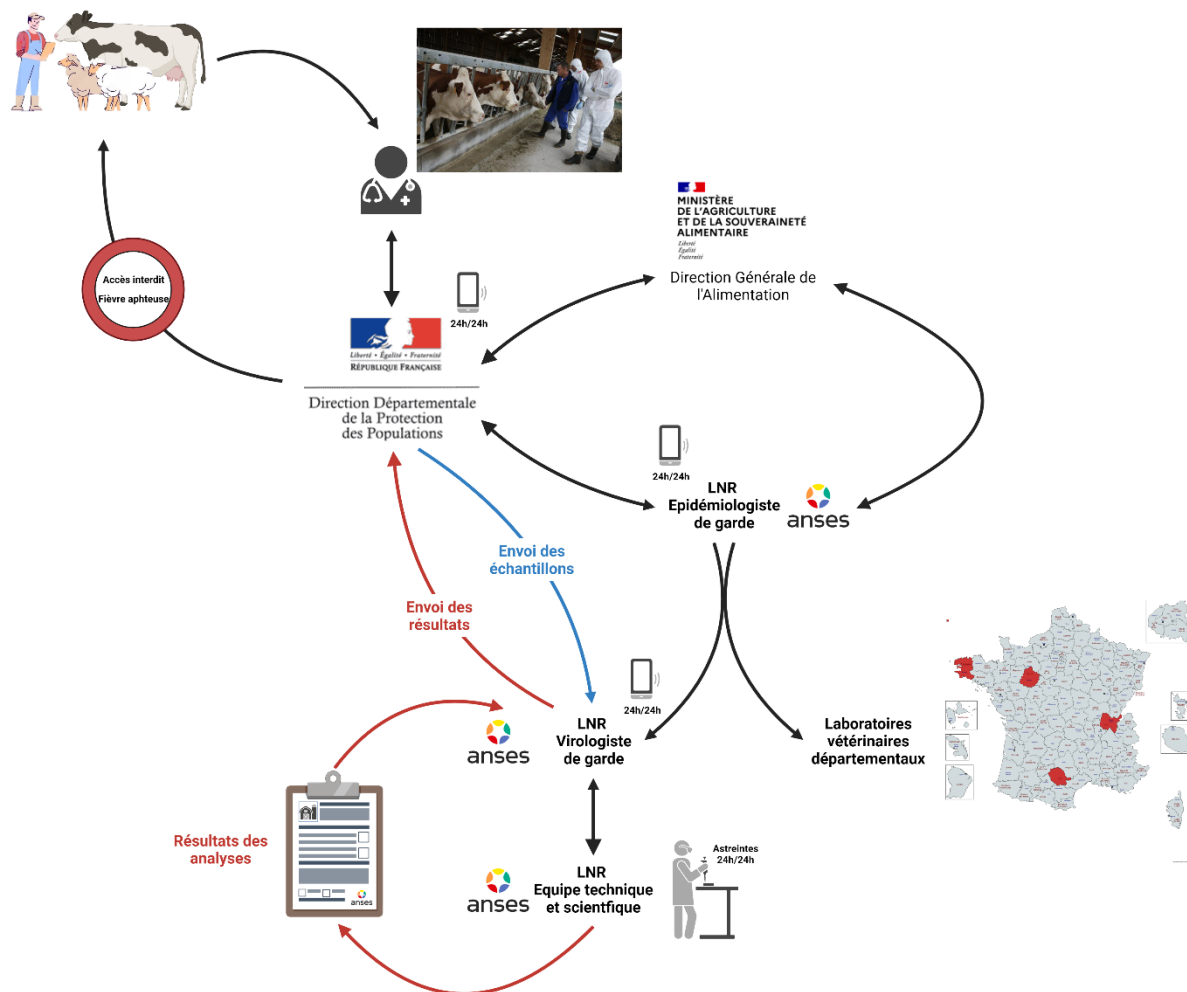 MINISTÈRE
DE L'AGRICULTURE
ET DE LA SOUVERAINETÉ
ALIMENTAIRE
Liberté
Égalité
Fraternité
Direction Générale de
l'Alimentation
Accès interdit
Fièvre aphteuse
24h/24h
Liberté • Égalité • Fraternité
RÉPUBLIQUE FRANÇAISE
Direction Départementale
de la Protection
des Populations
24h/24h
LNR
Epidémiologiste
de garde
anses
Envoi des
échantillons
Envoi des
résultats
24h/24h
anses
LNR
Virologiste
de garde
Laboratoires
vétérinaires
départementaux
Résultats des
analyses
anses
anses
LNR
Equipe technique
et scientfique
Astreintes
24h/24h